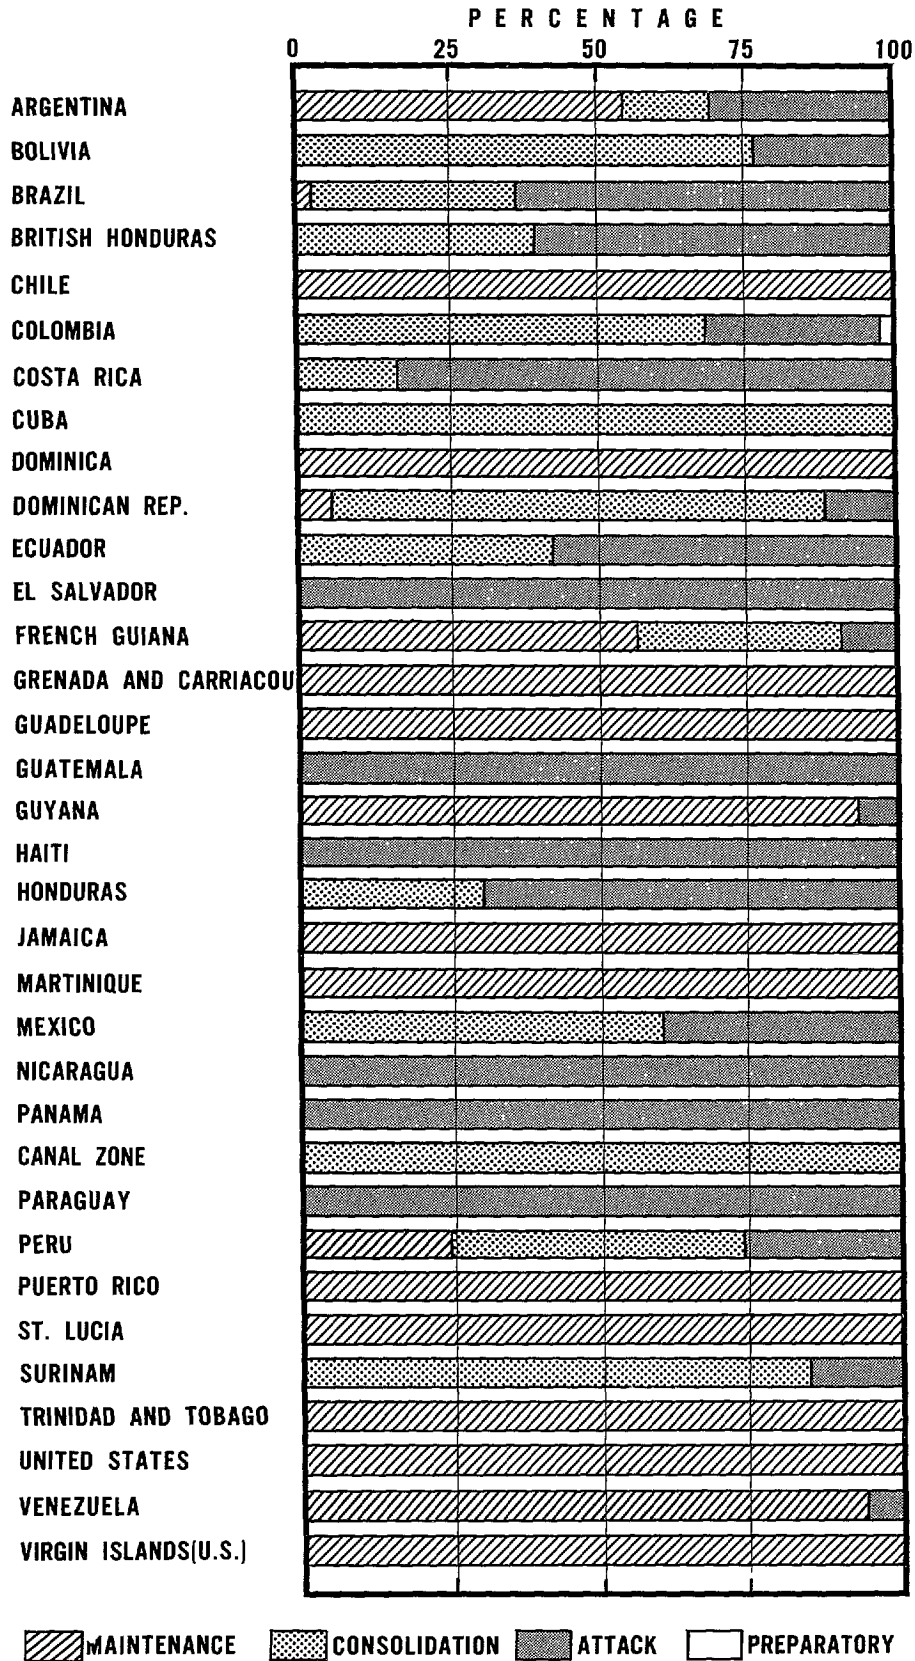 PERCENTAGE
0 25 50 75 100
ARGENTINA
BOLIVIA
BRAZIL
BRITISH HONDURAS
CHILE
COLOMBIA
COSTA RICA
CUBA
DOMINICA
DOMINICAN REP.
ECUADOR
EL SALVADOR
FRENCH GUIANA
GRENADA AND CARRIACOU
GUADELOUPE
GUATEMALA
GUYANA
HAITI
HONDURAS
JAMAICA
MARTINIQUE
MEXICO
NICARAGUA
PANAMA
CANAL ZONE
PARAGUAY
PERU
PUERTO RICO
ST. LUCIA
SURINAM
TRINIDAD AND TOBAGO
UNITED STATES
VENEZUELA
VIRGIN ISLANDS(U.S.)
MAINTENANCE CONSOLIDATION ATTACK PREPARATORY